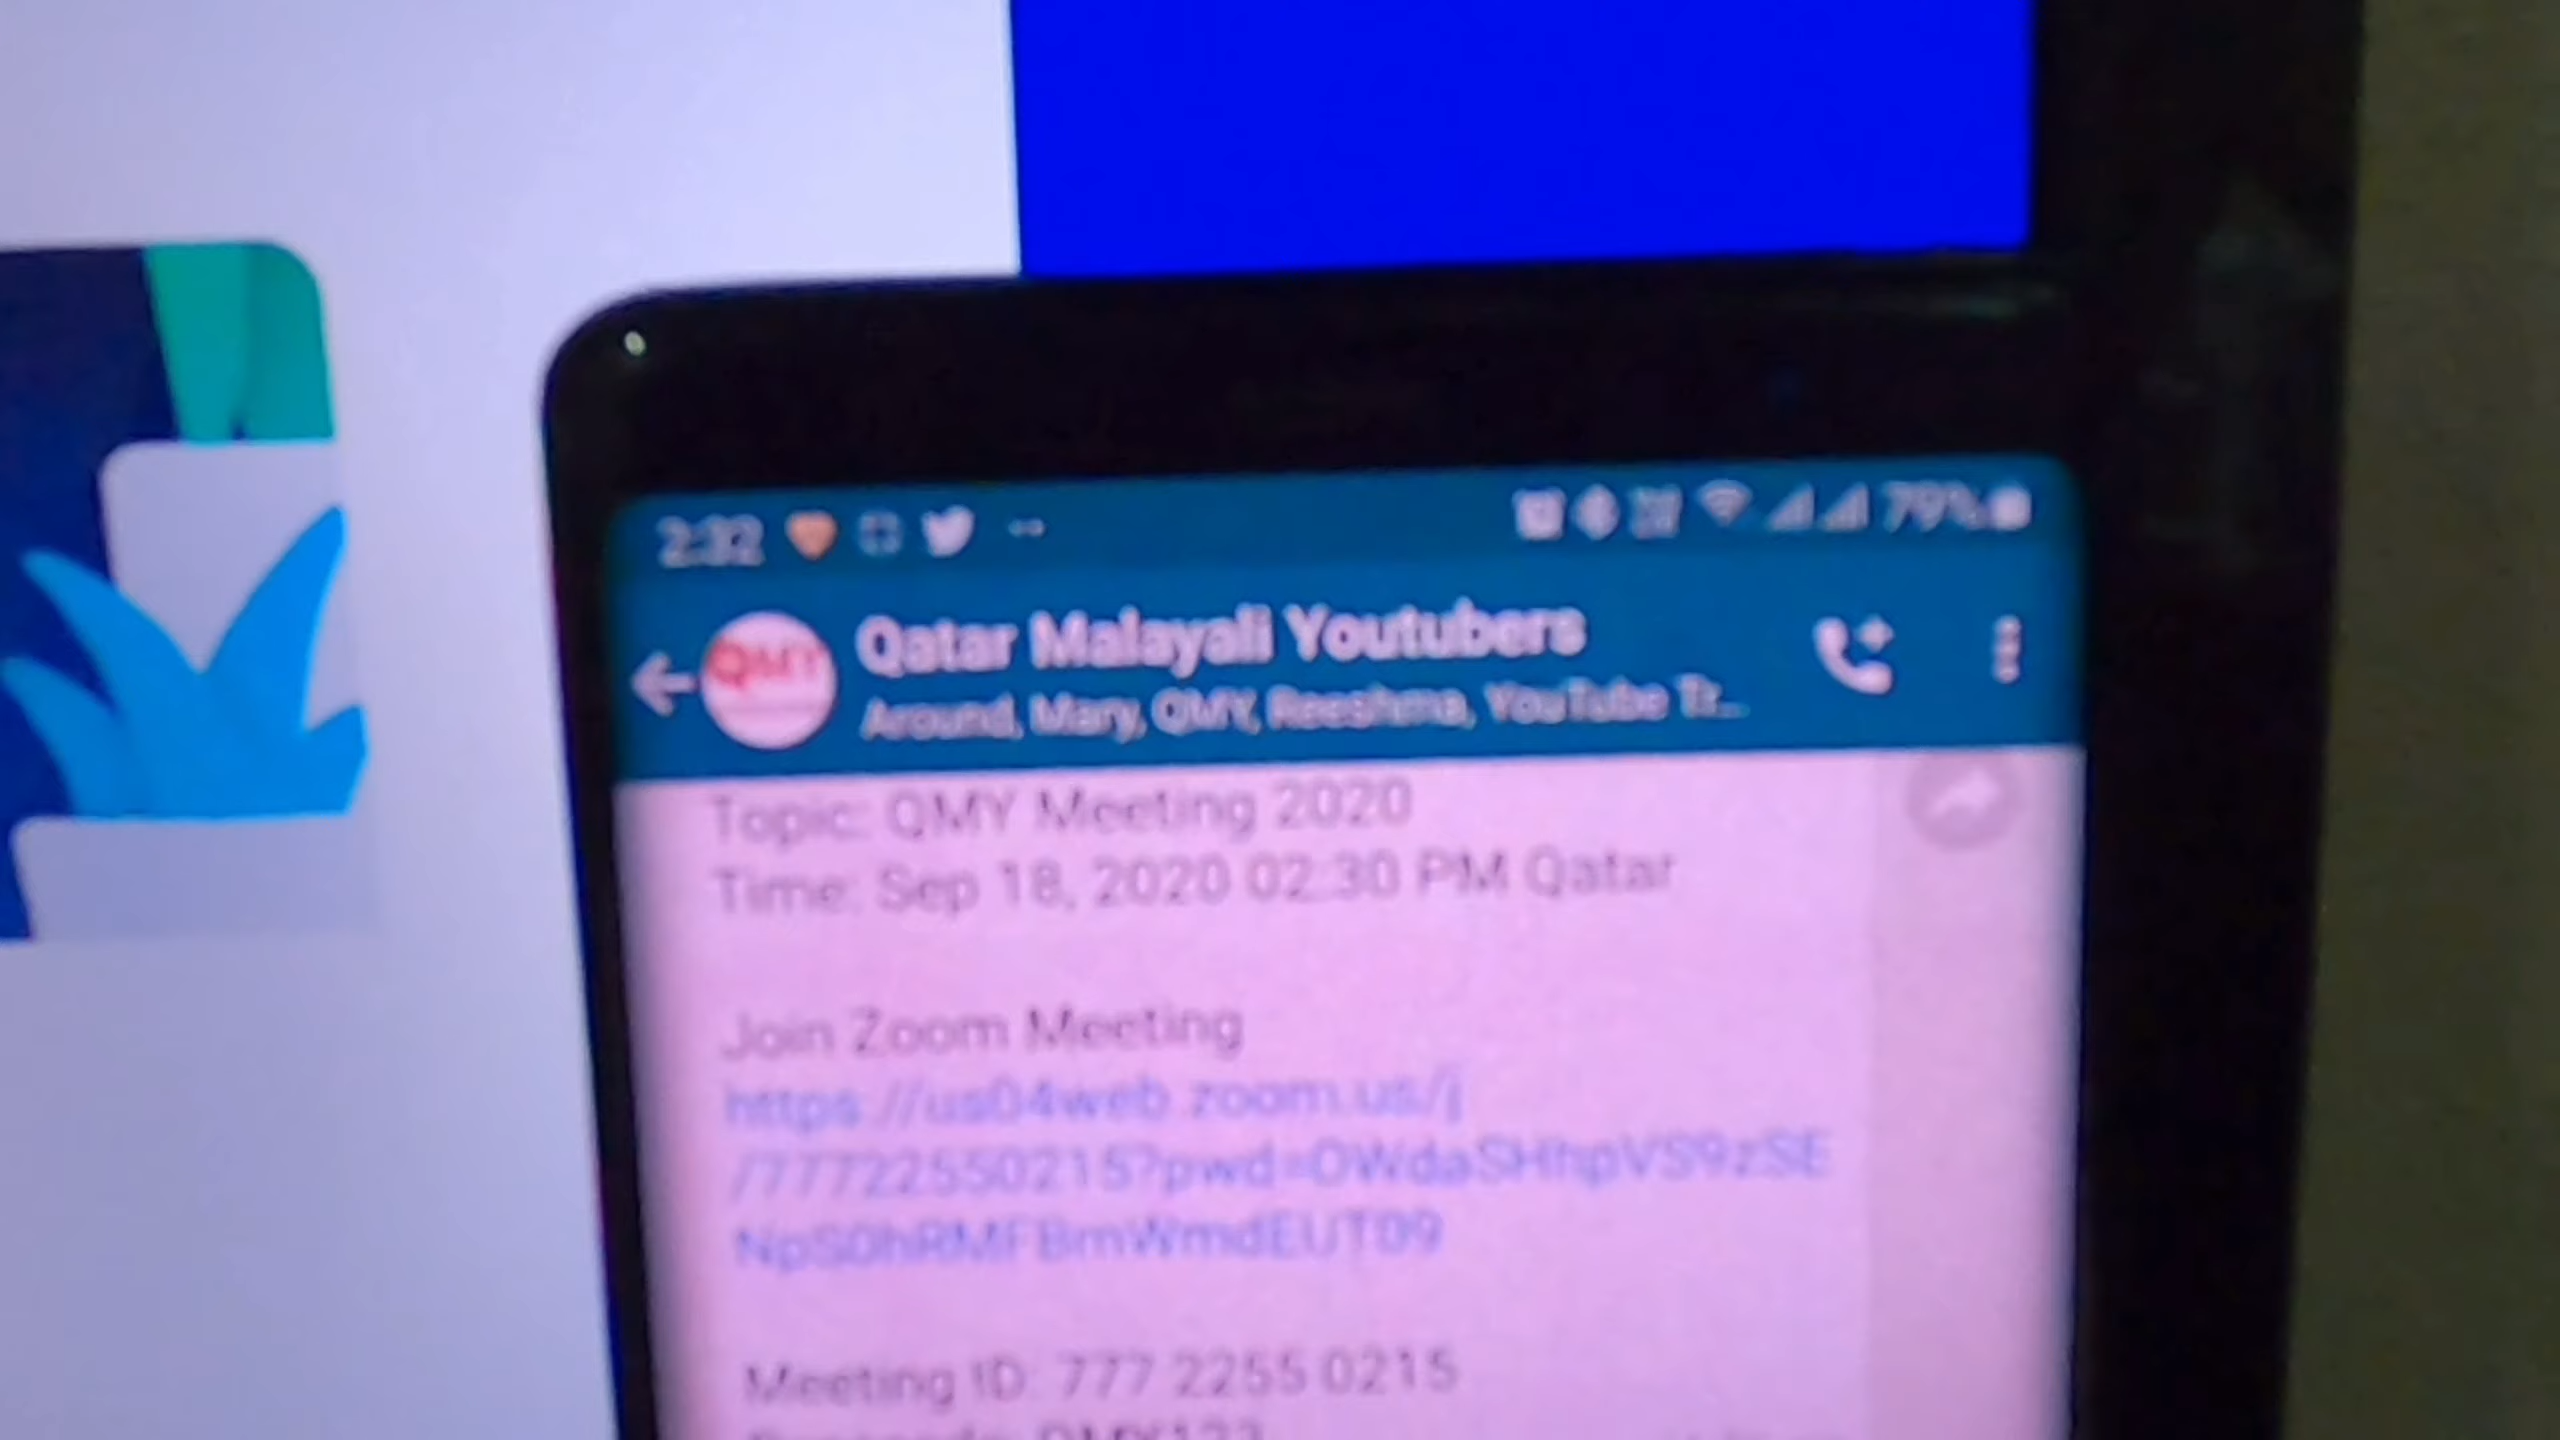 2:32
79%
QMY
Qatar Malayali Youtubers
Around, Mary, QMY, Reeshma, YouTube Tr...
Topic: QMY Meeting 2020
Time: Sep 18, 2020 02:30 PM Qatar
Join Zoom Meeting
https://us04web.zoom.us/j
/77722550215?pwd=OWdaSHhpVS9zSE
NpS0hRMFBmWmdEUT09
Meeting ID: 777 2255 0215